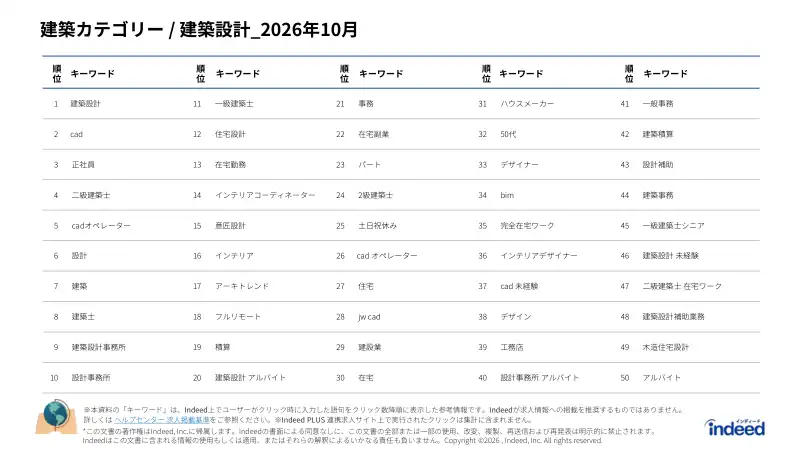 建築カテゴリー / 建築設計_2026年10月
順位 キーワード 順位 キーワード 順位 キーワード 順位 キーワード 順位 キーワード
1 建築設計 11 一級建築士 21 事務 31 ハウスメーカー 41 一般事務
2 cad 12 住宅設計 22 在宅副業 32 50代 42 建築積算
3 正社員 13 在宅勤務 23 パート 33 デザイナー 43 設計補助
4 二級建築士 14 インテリアコーディネーター 24 2級建築士 34 bim 44 建築事務
5 cadオペレーター 15 意匠設計 25 土日祝休み 35 完全在宅ワーク 45 一級建築士シニア
6 設計 16 インテリア 26 cad オペレーター 36 インテリアデザイナー 46 建築設計 未経験
7 建築 17 アーキトレンド 27 住宅 37 cad 未経験 47 二級建築士 在宅ワーク
8 建築士 18 フルリモート 28 jw cad 38 デザイン 48 建築設計補助業務
9 建築設計事務所 19 積算 29 建設業 39 工務店 49 木造住宅設計
10 設計事務所 20 建築設計 アルバイト 30 在宅 40 設計事務所 アルバイト 50 アルバイト
※本資料の「キーワード」は、Indeed上でユーザーがクリック時に入力した語句をクリック数降順に表示した参考情報です。Indeedが求人情報への掲載を推奨するものではありません。
詳しくは ヘルプセンター 求人掲載基準をご参照ください。※Indeed PLUS 連携求人サイト上で実行されたクリックは集計に含まれません。
*この文書の著作権はIndeed, Inc.に帰属します。Indeedの書面による同意なしに、この文書の全部または一部の使用、改変、複製、再送信および再発表は明示的に禁止されます。
Indeedはこの文書に含まれる情報の使用もしくは適用、またはそれらの解釈によるいかなる責任も負いません。Copyright ©2026 , Indeed, Inc. All rights reserved.
インディード
indeed